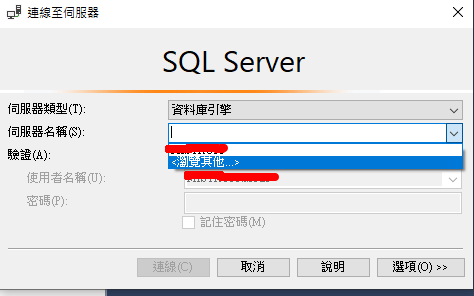 連線至伺服器
SQL Server
伺服器類型(T):
資料庫引擎
伺服器名稱(S):
驗證(A):
<瀏覽其他...>
使用者名稱(U):
密碼(P):
記住密碼(M)
連線(C)
取消
說明
選項(O) >>